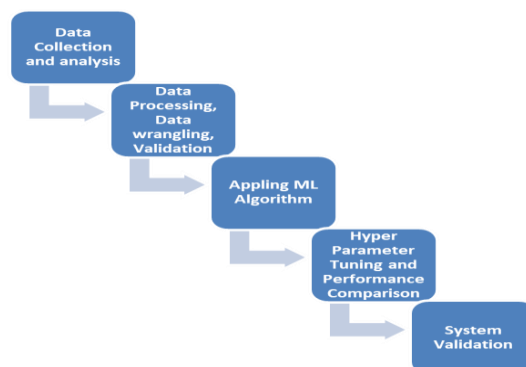 Data
Collection
and analysis
Data
Processing,
Data
wrangling,
Validation
Appling ML
Algorithm
Hyper
Parameter
Tuning and
Performance
Comparison
System
Validation